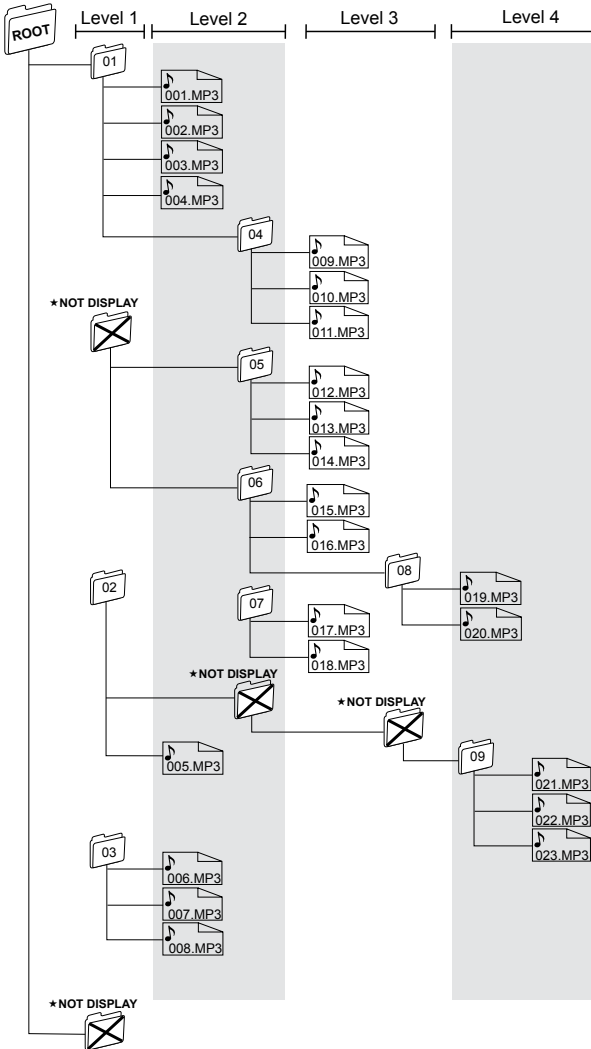 ROOT
Level 1 Level 2 Level 3 Level 4
01
001.MP3
002.MP3
003.MP3
004.MP3
04
009.MP3
010.MP3
011.MP3
★NOT DISPLAY
05
012.MP3
013.MP3
014.MP3
06
015.MP3
016.MP3
08
019.MP3
020.MP3
02
07
017.MP3
018.MP3
★NOT DISPLAY
★NOT DISPLAY
09
005.MP3
021.MP3
022.MP3
023.MP3
03
006.MP3
007.MP3
008.MP3
★NOT DISPLAY